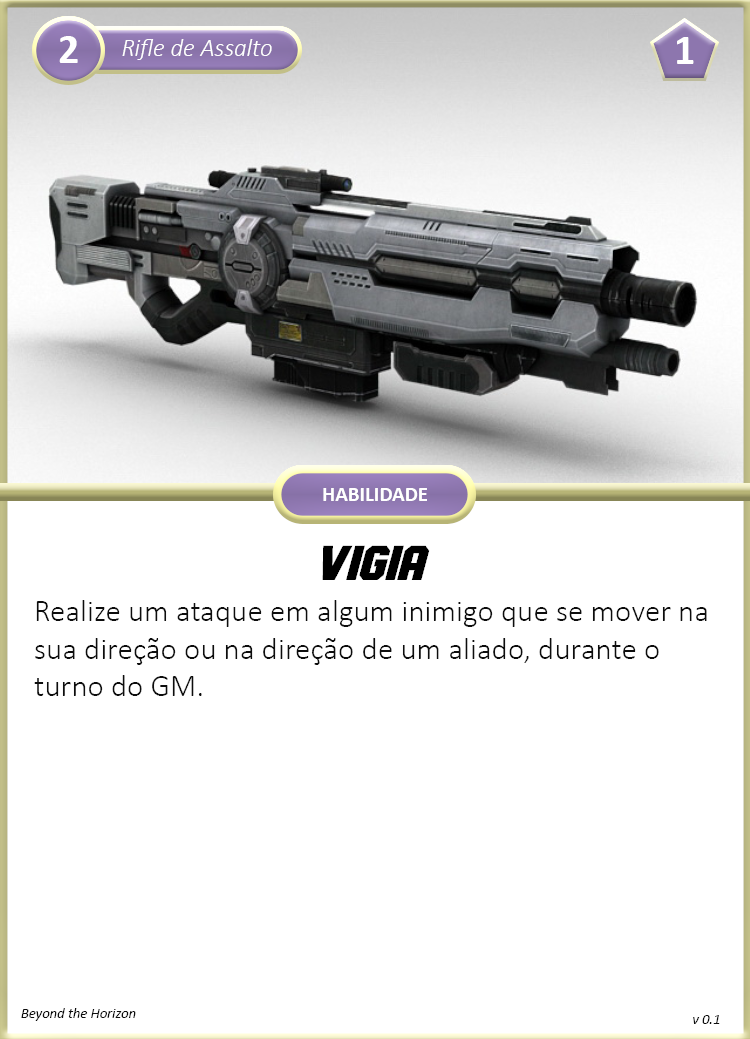 2
Rifle de Assalto
1
HABILIDADE
VIGIA
Realize um ataque em algum inimigo que se mover na
sua direção ou na direção de um aliado, durante o
turno do GM.
Beyond the Horizon
v 0.1